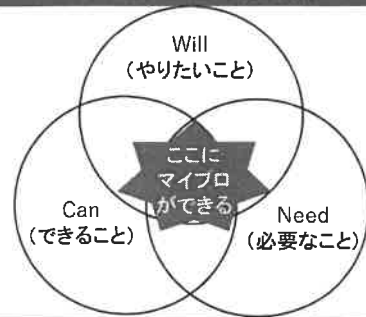 Will
(やりたいこと)
ここに
マイプロ
ができる
Can
(できること)
Need
(必要なこと)